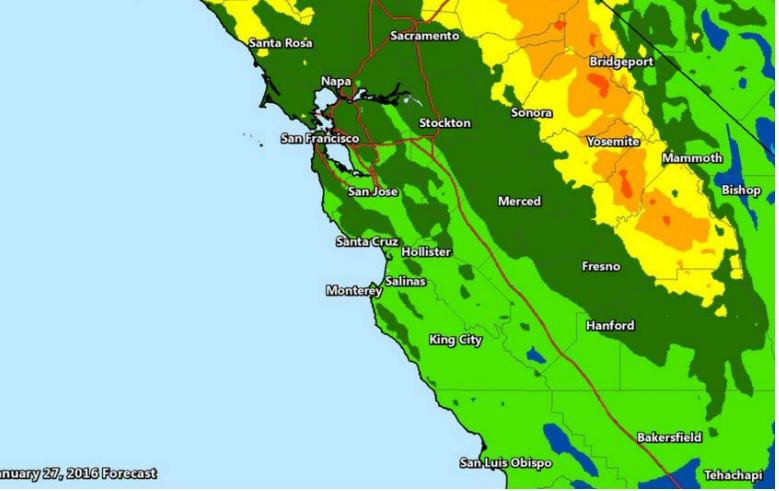 Santa Rosa
Sacramento
Bridgeport
Napa
Sonora
Stockton
San Francisco
Yosemite
Mammoth
San Jose
Bishop
Merced
Santa Cruz
Hollister
Fresno
Salinas
Monterey
Hanford
King City
Bakersfield
San Luis Obispo
nuary 27, 2016 Forecast
Tehachapi